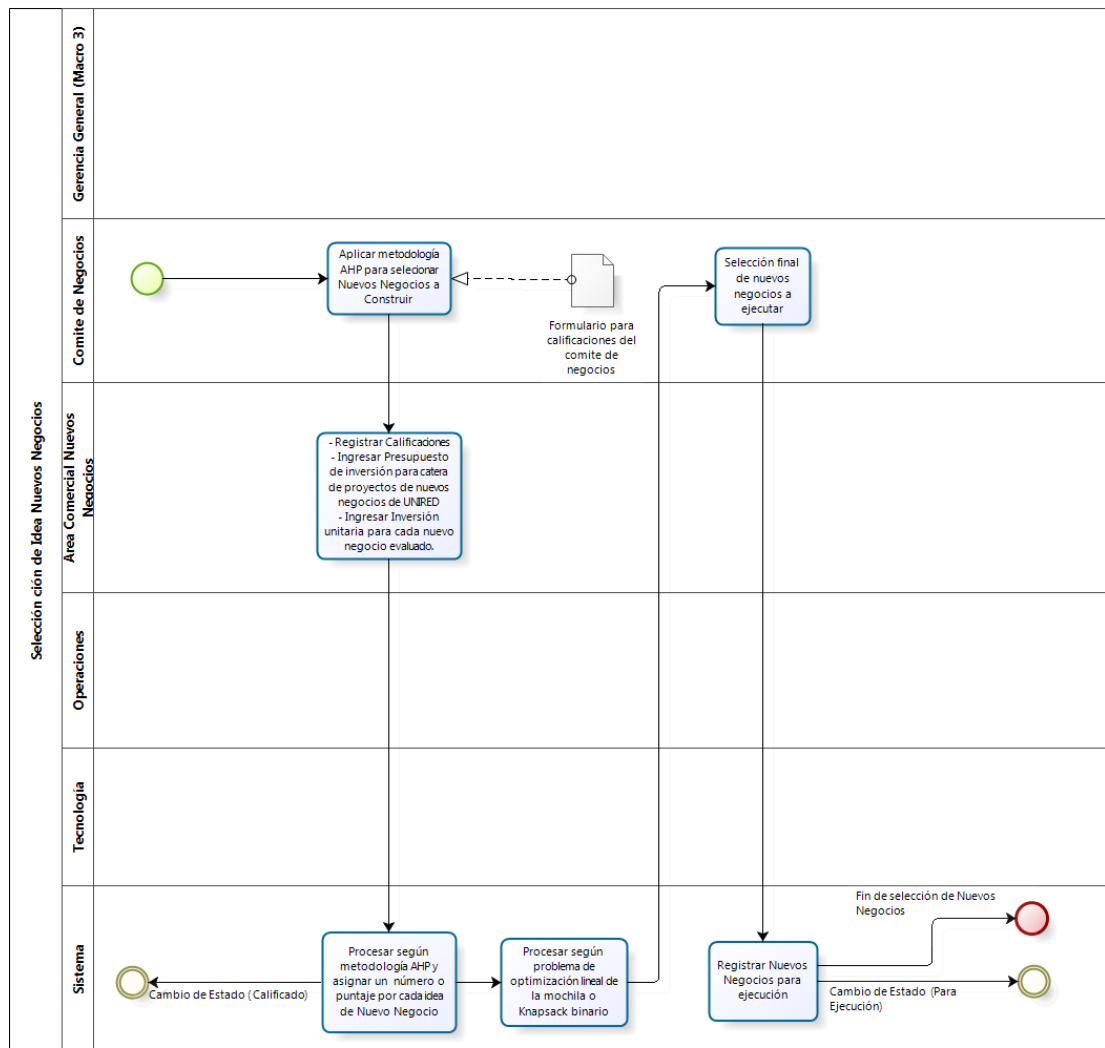 Selección ción de Idea Nuevos Negocios
Gerencia General (Macro 3)
Comite de Negocios
Aplicar metodología
AHP para selecionar
Nuevos Negocios a
Construir
Formulario para
calificaciones del
comite de
negocios
Selección final
de nuevos
negocios a
ejecutar
Area Comercial Nuevos
Negocios
- Registrar Calificaciones
- Ingresar Presupuesto
de inversión para catera
de proyectos de nuevos
negocios de UNIRED
- Ingresar Inversión
unitaria para cada nuevo
negocio evaluado.
Operaciones
Tecnología
Sistema
Cambio de Estado ( Calificado)
Procesar según
metodología AHP y
asignar un número o
puntaje por cada idea
de Nuevo Negocio
Procesar según
problema de
optimización lineal de
la mochila o
Knapsack binario
Registrar Nuevos
Negocios para
ejecución
Fin de selección de Nuevos
Negocios
Cambio de Estado (Para
Ejecución)